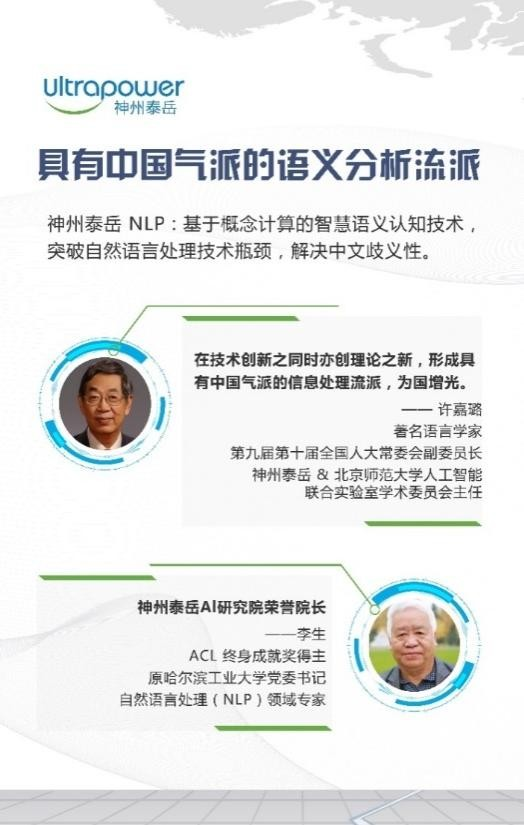 Ultrapower
神州泰岳
具有中国气派的语义分析流派
神州泰岳 NLP：基于概念计算的智慧语义认知技术，
突破自然语言处理技术瓶颈，解决中文歧义性。
在技术创新之同时亦创理论之新，形成具
有中国气派的信息处理流派，为国增光。
—— 许嘉璐
著名语言学家
第九届第十届全国人大常委会副委员长
神州泰岳 & 北京师范大学人工智能
联合实验室学术委员会主任
神州泰岳AI研究院荣誉院长
——李生
ACL 终身成就奖得主
原哈尔滨工业大学党委书记
自然语言处理（NLP）领域专家